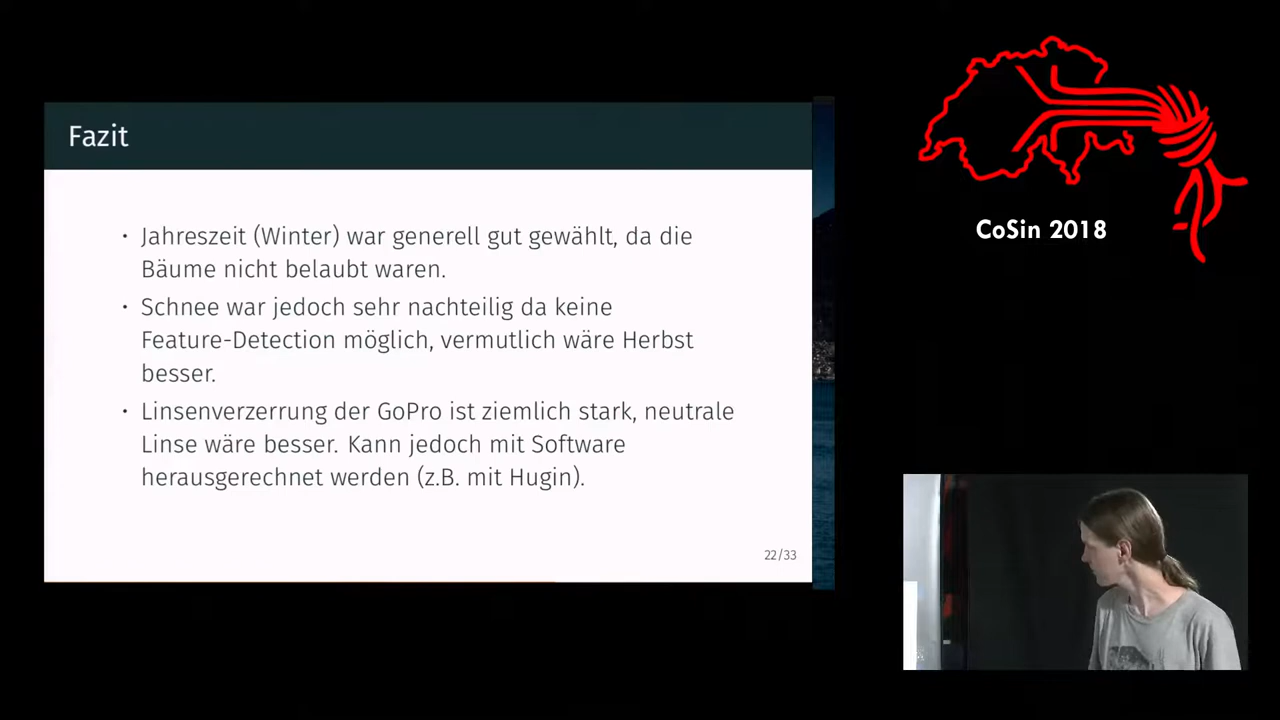 Fazit
• Jahreszeit (Winter) war generell gut gewählt, da die
Bäume nicht belaubt waren.
• Schnee war jedoch sehr nachteilig da keine
Feature-Detection möglich, vermutlich wäre Herbst
besser.
• Linsenverzerrung der GoPro ist ziemlich stark, neutrale
Linse wäre besser. Kann jedoch mit Software
herausgerechnet werden (z.B. mit Hugin).
22/33
CoSin 2018